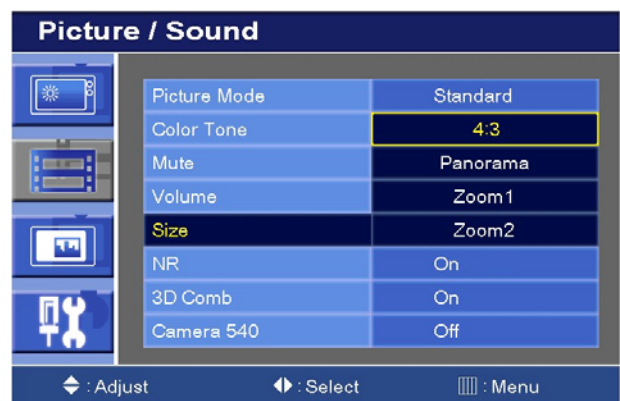 Picture / Sound
Picture Mode Standard
Color Tone 4:3
Mute Panorama
Volume Zoom1
Size Zoom2
NR On
3D Comb On
Camera 540 Off
: Adjust : Select : Menu